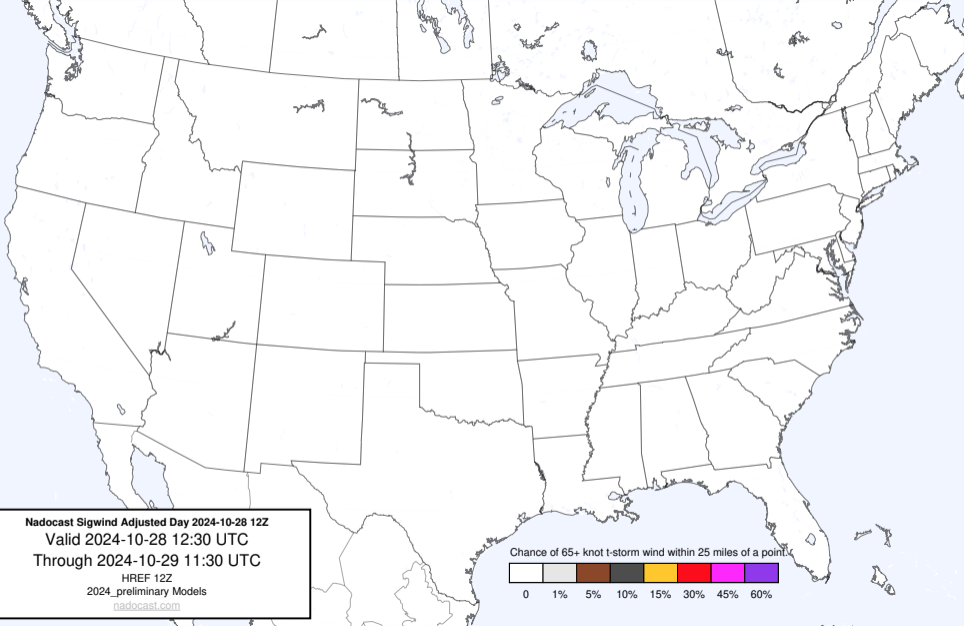 Nadocast Sigwind Adjusted Day 2024-10-28 12Z
Valid 2024-10-28 12:30 UTC
Through 2024-10-29 11:30 UTC
HREF 12Z
2024_preliminary Models
nadocast.com
Chance of 65+ knot t-storm wind within 25 miles of a point.
0 1% 5% 10% 15% 30% 45% 60%